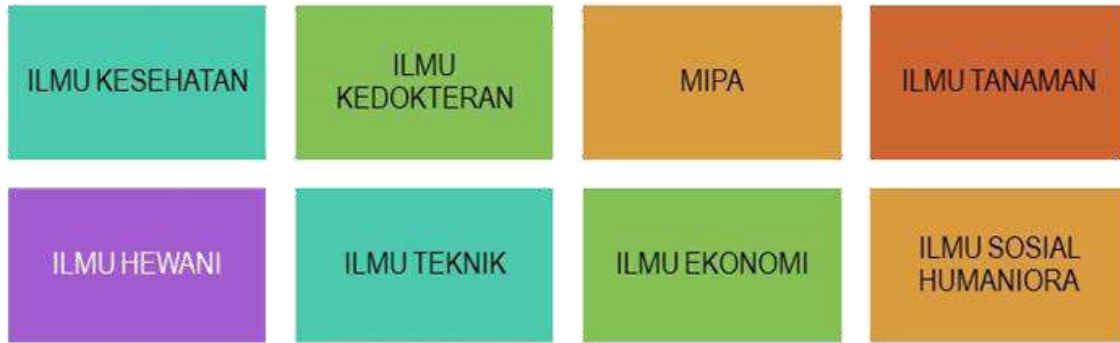 ILMU KESEHATAN
ILMU
KEDOKTERAN
MIPA
ILMU TANAMAN
ILMU HEWANI
ILMU TEKNIK
ILMU EKONOMI
ILMU SOSIAL
HUMANIORA